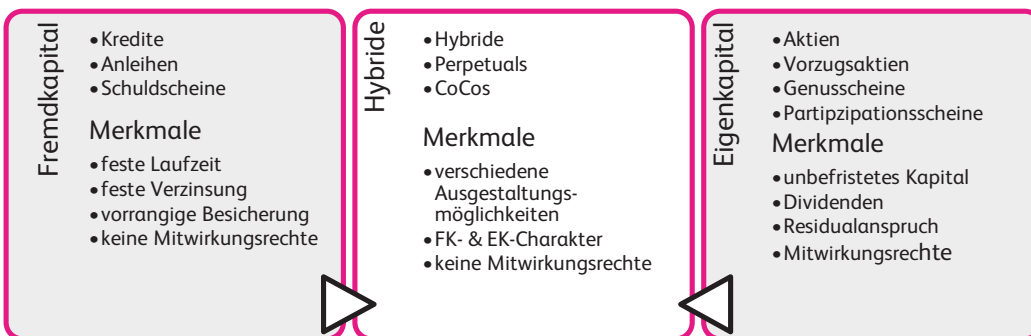 Fremdkapital
•Kredite
•Anleihen
•Schuldscheine
Merkmale
•feste Laufzeit
•feste Verzinsung
•vorrangige Besicherung
•keine Mitwirkungsrechte
Hybride
•Hybride
•Perpetuals
•CoCos
Merkmale
•verschiedene
Ausgestaltungs-
möglichkeiten
•FK- & EK-Charakter
•keine Mitwirkungsrechte
Eigenkapital
•Aktien
•Vorzugsaktien
•Genusscheine
•Partipzipationsscheine
Merkmale
•unbefristetes Kapital
•Dividenden
•Residualanspruch
•Mitwirkungsrechte